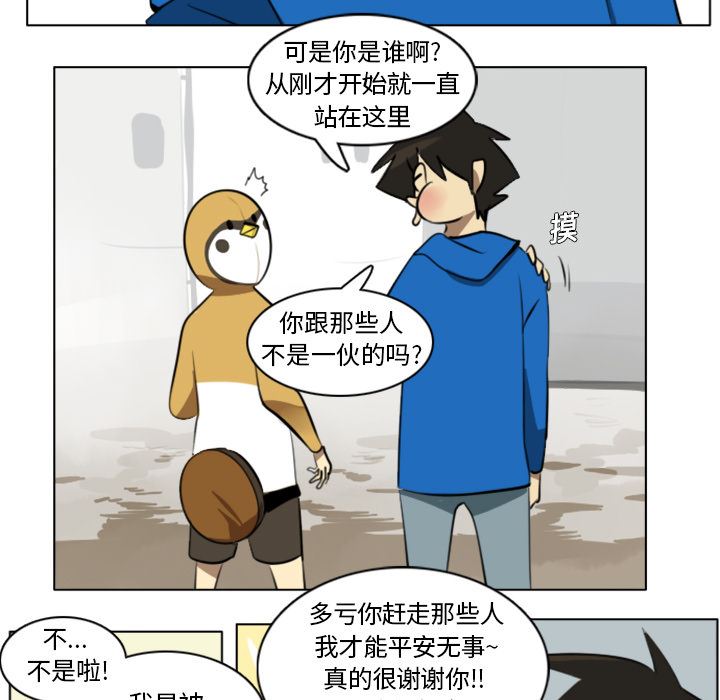 可是你是谁啊?
从刚才开始就一直
站在这里
摸
你跟那些人
不是一伙的吗?
不...
不是啦!
多亏你赶走那些人
我才能平安无事~
真的很谢谢你!!